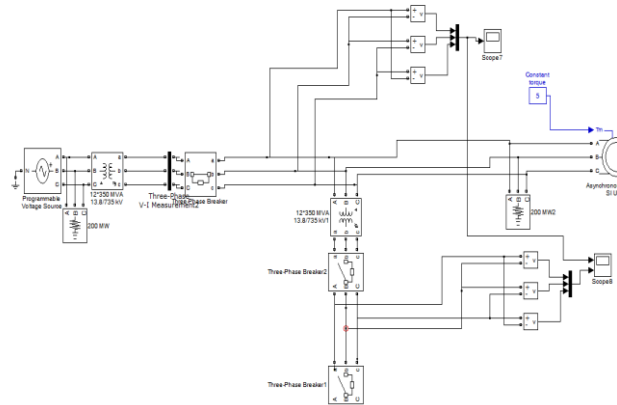 Scope7
Constant
torque
5
Tm
A
B
C
Asynchronous
SI U
N
A
B
C
Programmable
Voltage Source
A
B
C
12*350 MVA
13.8/735 kV
Three-Phase
V-I Measurement2
Three-Phase Breaker
A B C
200 MW
12*350 MVA
13.8/735 kV1
A B C
200 MW2
A B C
Three-Phase Breaker2
a b c
Scope8
a b c
Three-Phase Breaker1
A B C